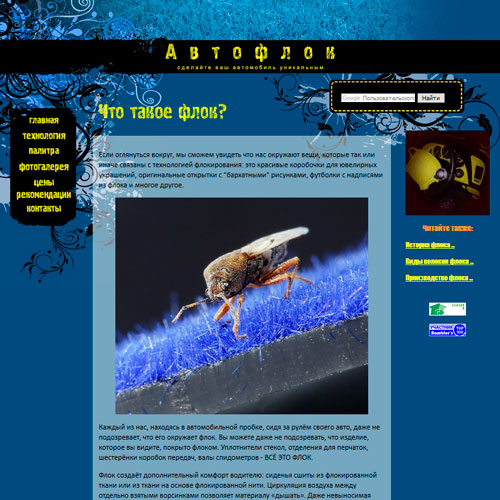 Автофлок
сделайте ваш автомобиль уникальным
Google Пользовательског
Найти
Что такое флок?
главная
технология
палитра
фотогалерея
цены
рекомендации
контакты
Если оглянуться вокруг, мы сможем увидеть что нас окружают вещи, которые так или
иначе связаны с технологией флокирования: это красивые коробочки для ювелирных
украшений, оригинальные открытки с "бархатными" рисунками, футболки с надписями
из флока и многое другое.
Читайте также:
История флока ...
Виды волокон флока ...
Производство флока ...
УЧАСТНИК
Rambler's
TOP
100
Каждый из нас, находясь в автомобильной пробке, сидя за рулём своего авто, даже не
подозревает, что его окружает флок. Вы можете даже не подозревать, что изделие,
которое вы видите, покрыто флоком. Уплотнители стекол, отделения для перчаток,
шестерёнки коробок передач, валы спидометров - ВСЁ ЭТО ФЛОК.
Флок создаёт дополнительный комфорт водителю: сиденья сшиты из флокированной
ткани или из ткани на основе флокированной нити. Циркуляция воздуха между
отдельно взятыми ворсинками позволяет материалу «дышать». Даже невыносимая